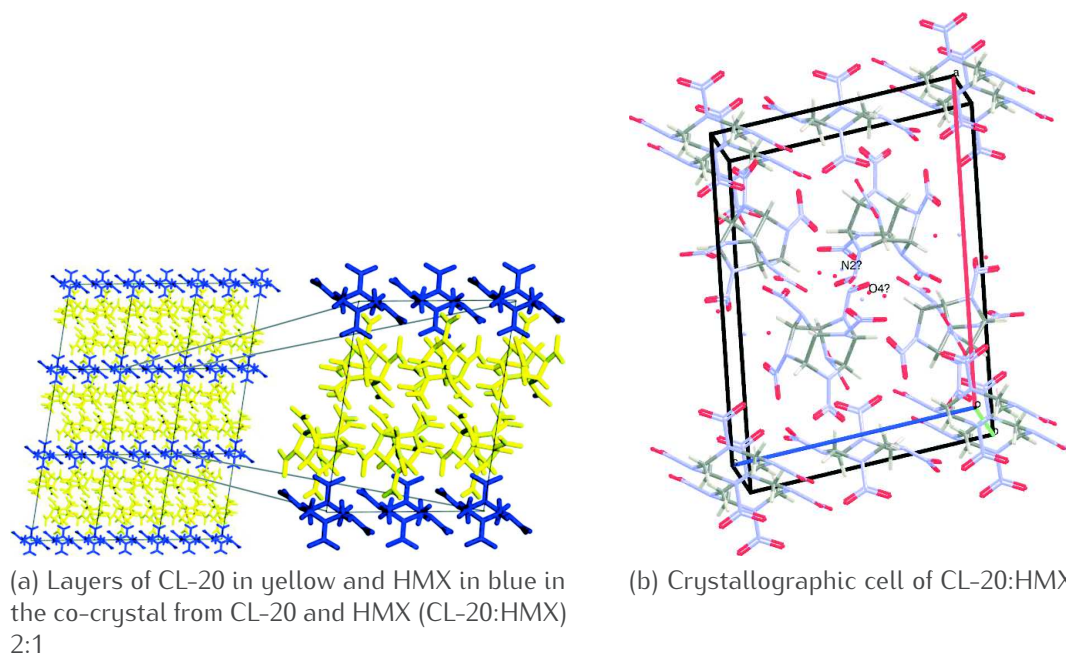 a
N2?
O4?
o
c
b
(a) Layers of CL-20 in yellow and HMX in blue in
the co-crystal from CL-20 and HMX (CL-20:HMX)
2:1
(b) Crystallographic cell of CL-20:HMX